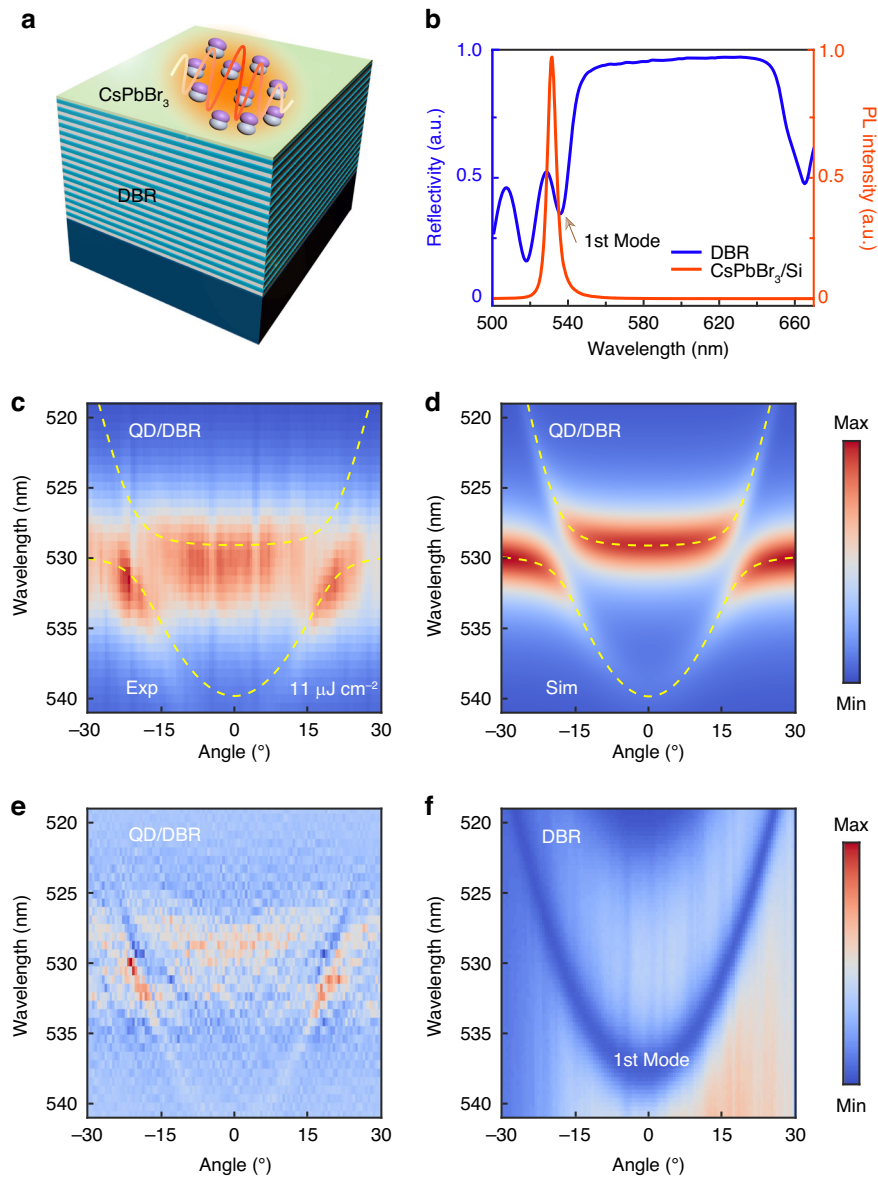 a
CsPbBr₃
DBR
b
1.0
0.5
0
Reflectivity (a.u.)
1.0
0.5
0
PL intensity (a.u.)
1st Mode
DBR
CsPbBr₃/Si
500
540
580
620
660
Wavelength (nm)
c
QD/DBR
520
525
530
535
540
Wavelength (nm)
Exp
11 μJ cm⁻²
–30
–15
0
15
30
Angle (°)
d
QD/DBR
520
525
530
535
540
Wavelength (nm)
Sim
–30
–15
0
15
30
Angle (°)
Max
Min
e
QD/DBR
520
525
530
535
540
Wavelength (nm)
–30
–15
0
15
30
Angle (°)
f
DBR
520
525
530
535
540
Wavelength (nm)
1st Mode
–30
–15
0
15
30
Angle (°)
Max
Min